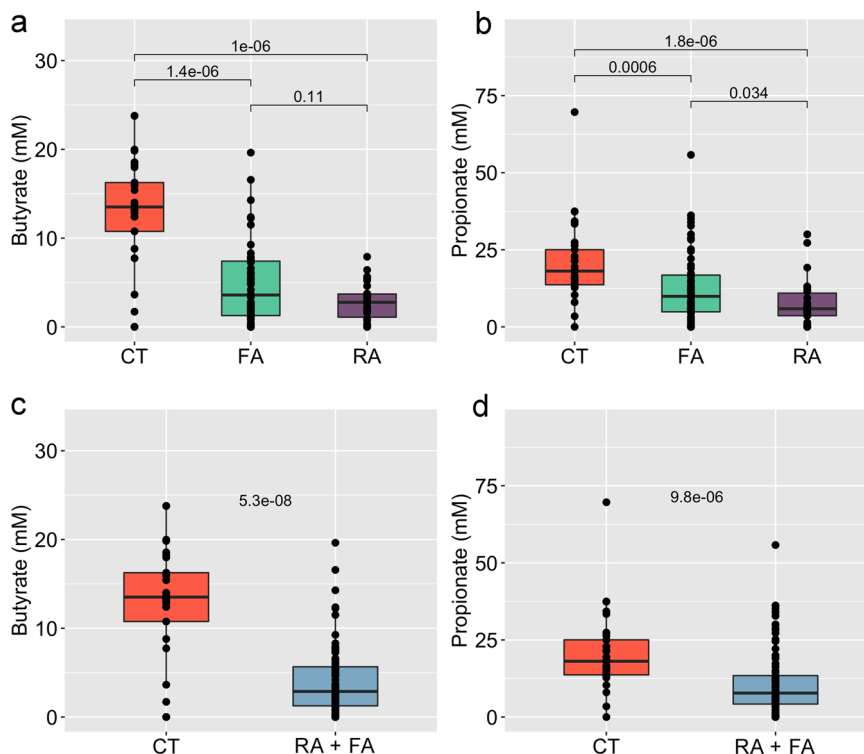 a
Butyrate (mM)
30
20
10
0
1e-06
1.4e-06
0.11
CT FA RA
b
Propionate (mM)
75
50
25
0
1.8e-06
0.0006
0.034
CT FA RA
c
Butyrate (mM)
30
20
10
0
5.3e-08
CT RA + FA
d
Propionate (mM)
75
50
25
0
9.8e-06
CT RA + FA